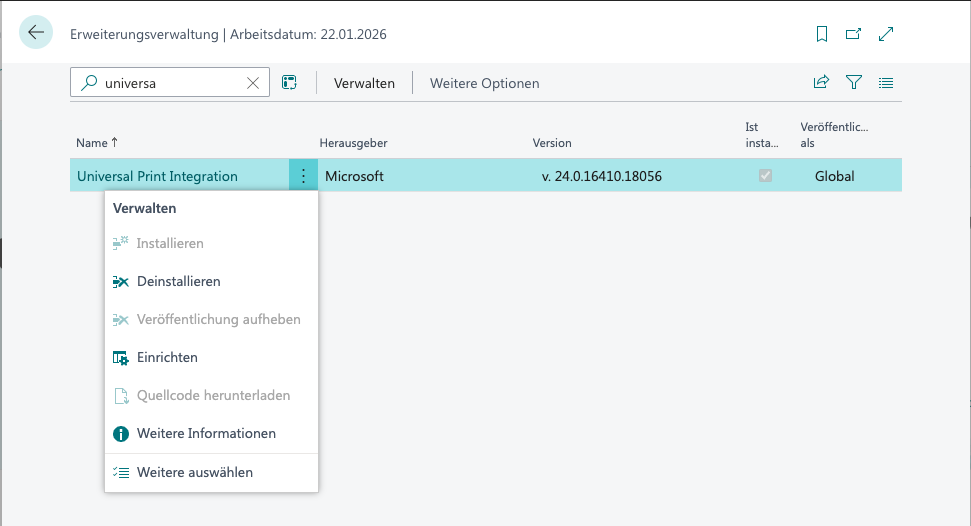 Erweiterungsverwaltung | Arbeitsdatum: 22.01.2026
universa
Verwalten
Weitere Optionen
Name ↑
Herausgeber
Version
Ist
insta...
Veröffentlic...
als
Universal Print Integration
Microsoft
v. 24.0.16410.18056
Global
Verwalten
Installieren
Deinstallieren
Veröffentlichung aufheben
Einrichten
Quellcode herunterladen
Weitere Informationen
Weitere auswählen